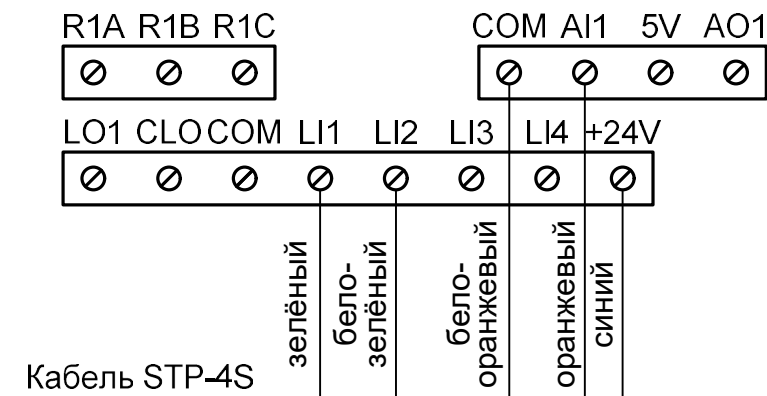 R1A R1B R1C
COM AI1 5V AO1
LO1 CLO COM LI1 LI2 LI3 LI4 +24V
зелёный
бело-
зелёный
бело-
оранжевый
оранжевый
синий
Кабель STP-4S